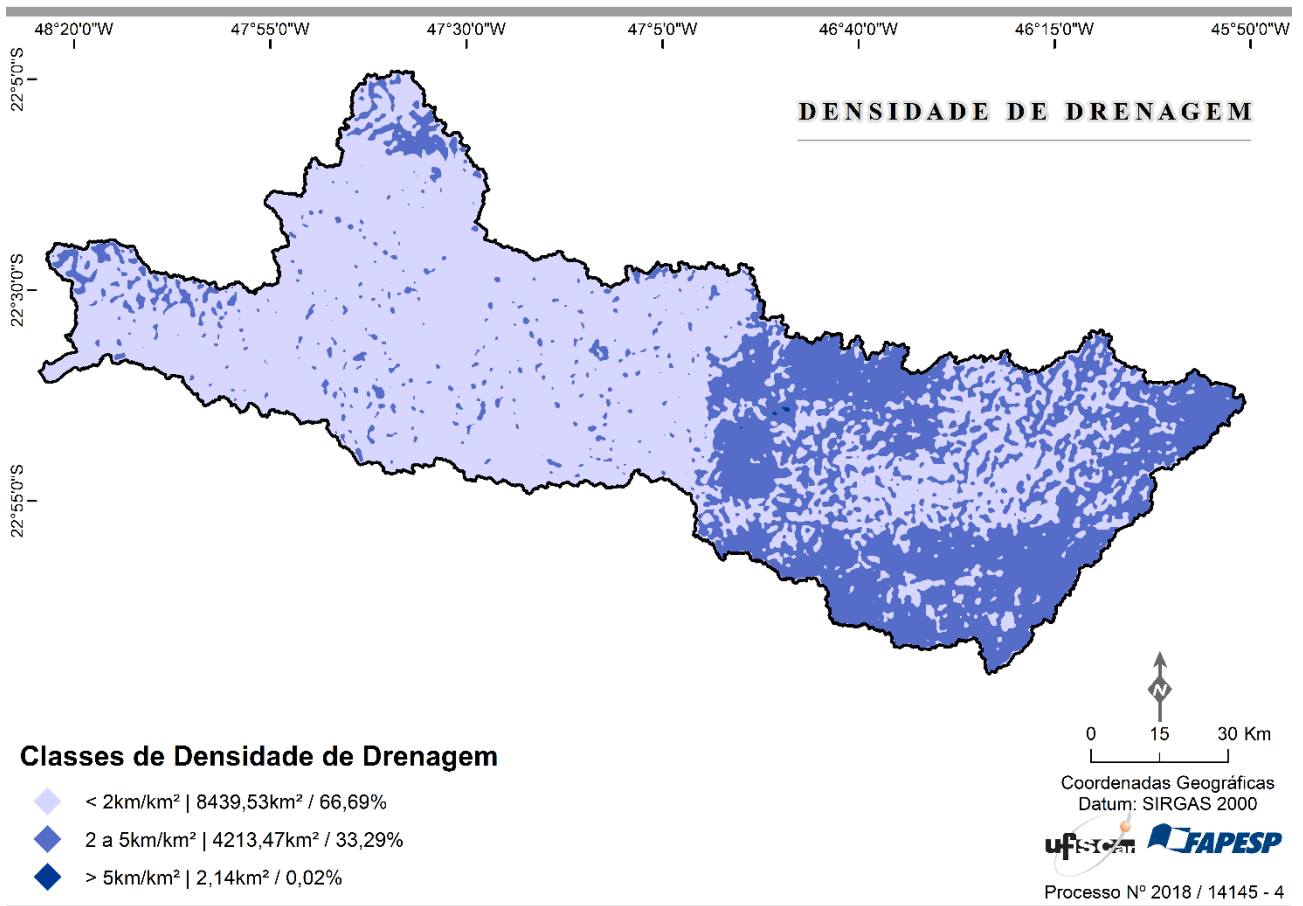 48°20'0"W 47°55'0"W 47°30'0"W 47°5'0"W 46°40'0"W 46°15'0"W 45°50'0"W
22°5'0"S
DENSIDADE DE DRENAGEM
22°30'0"S
22°55'0"S
N
0 15 30 Km
Classes de Densidade de Drenagem
Coordenadas Geográficas
< 2km/km² | 8439,53km² / 66,69%
Datum: SIRGAS 2000
2 a 5km/km² | 4213,47km² / 33,29%
ufscar FAPESP
> 5km/km² | 2,14km² / 0,02%
Processo Nº 2018 / 14145 - 4